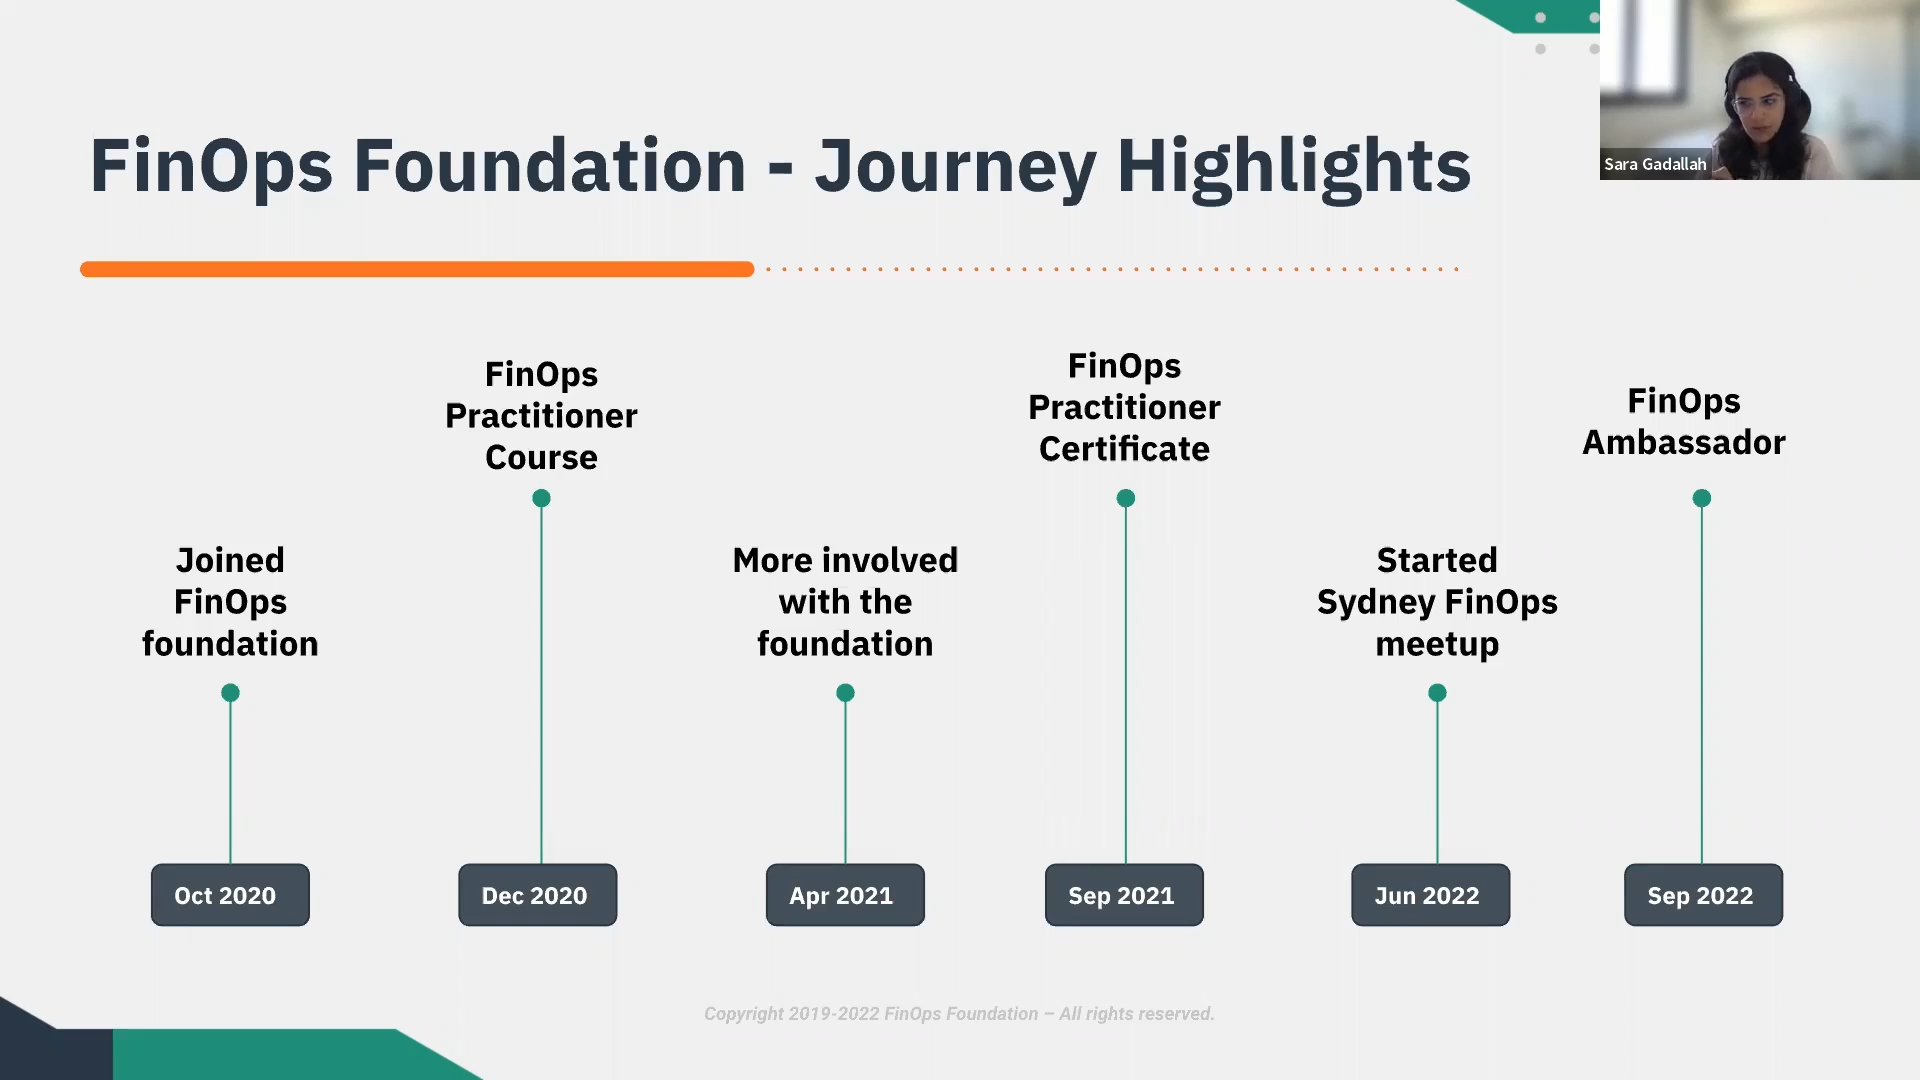 FinOps Foundation - Journey Highlights
Sara Gadallah
Joined
FinOps
foundation
Oct 2020
FinOps
Practitioner
Course
Dec 2020
More involved
with the
foundation
Apr 2021
FinOps
Practitioner
Certificate
Sep 2021
Started
Sydney FinOps
meetup
Jun 2022
FinOps
Ambassador
Sep 2022
Copyright 2019-2022 FinOps Foundation – All rights reserved.